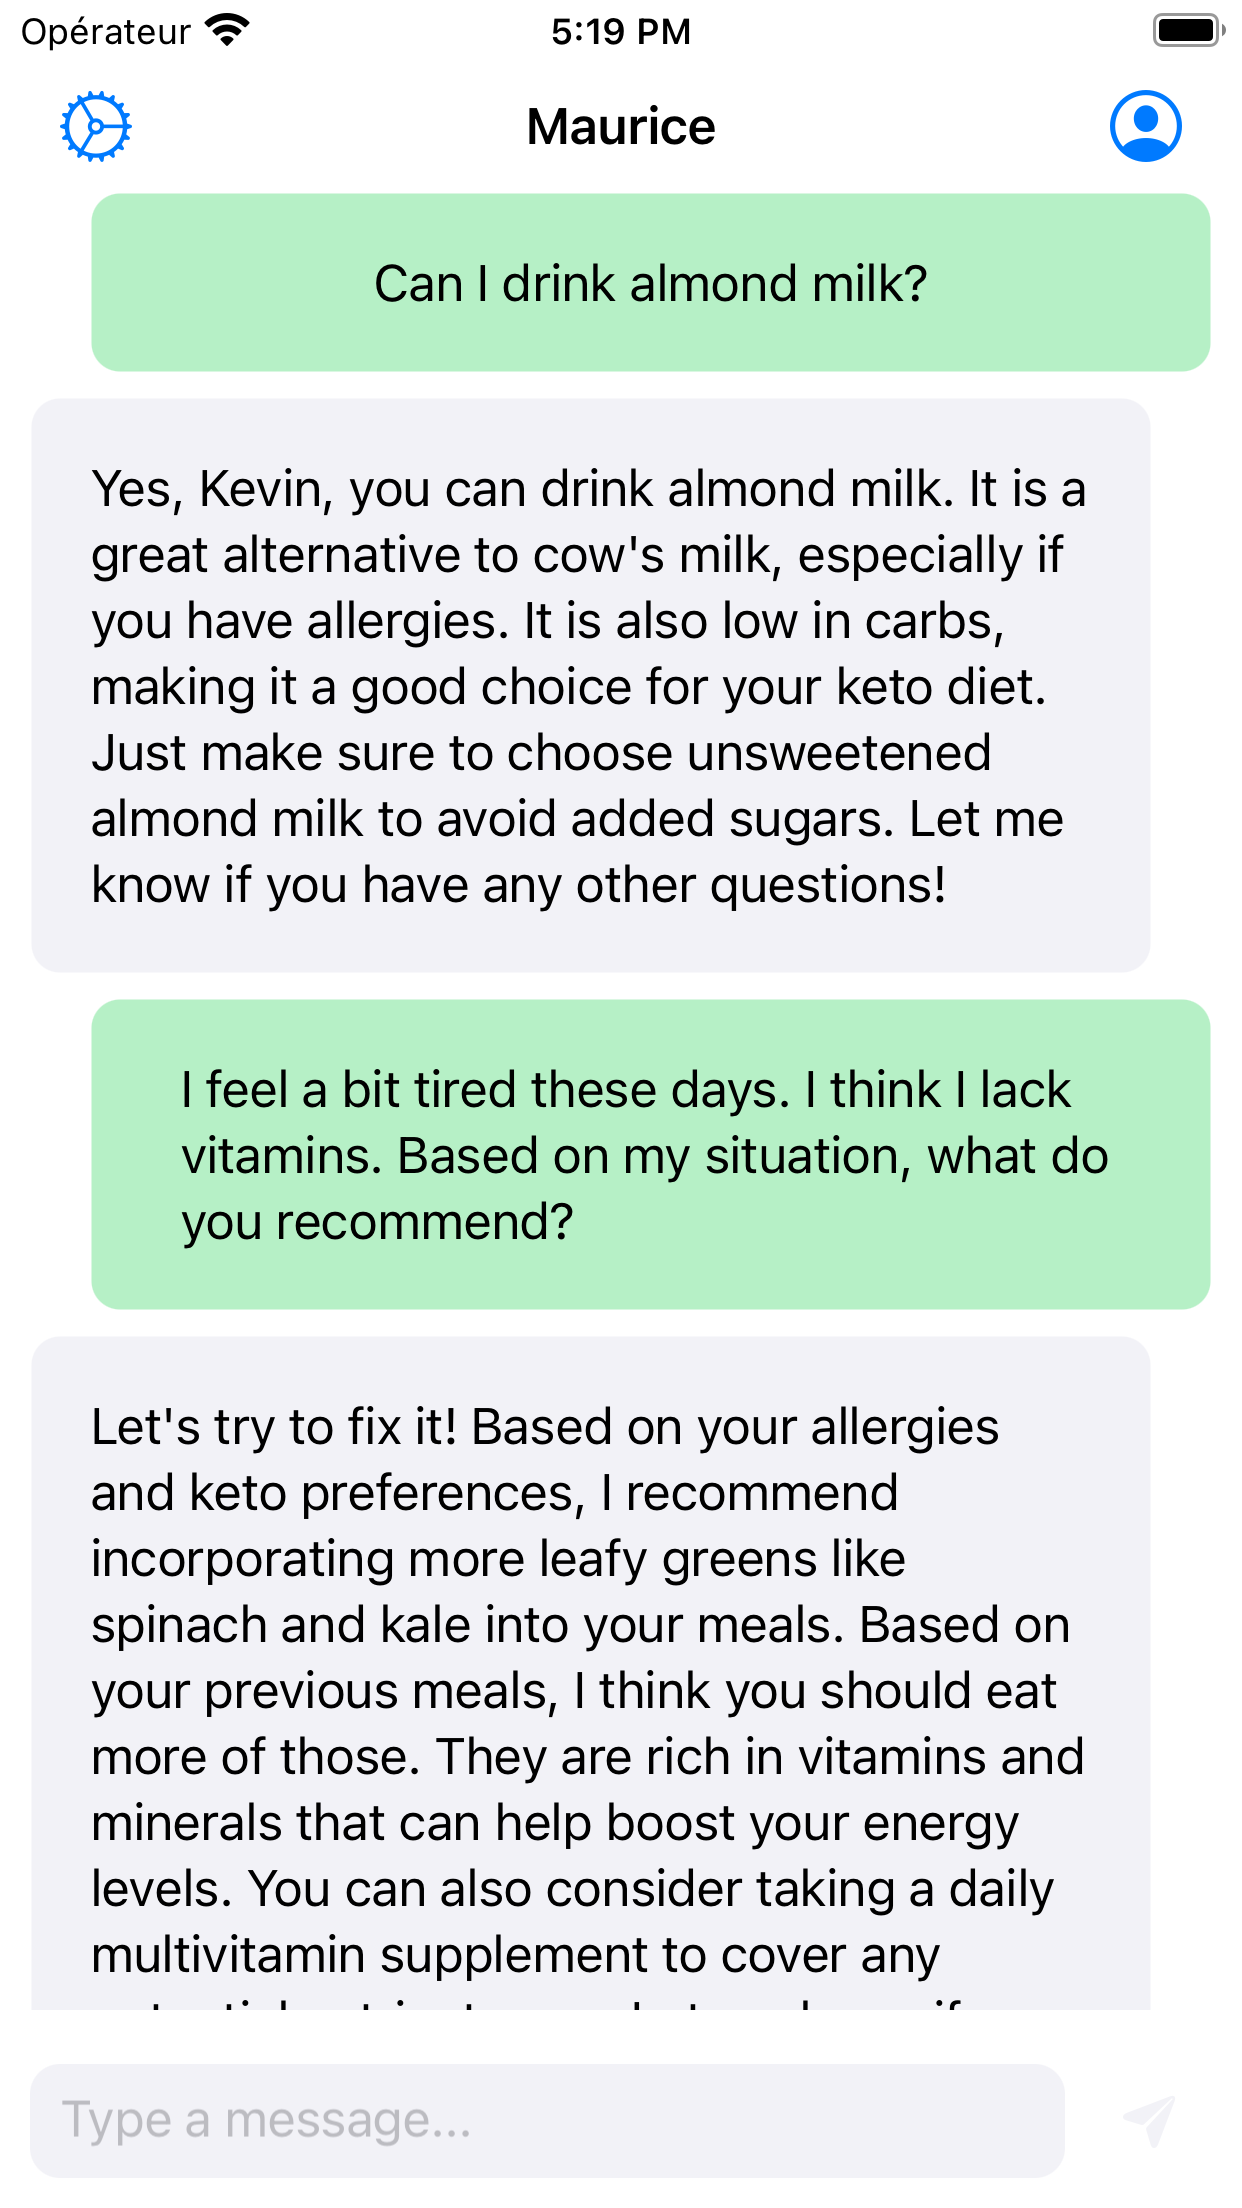 Opérateur 5:19 PM
Maurice
Can I drink almond milk?
Yes, Kevin, you can drink almond milk. It is a
great alternative to cow's milk, especially if
you have allergies. It is also low in carbs,
making it a good choice for your keto diet.
Just make sure to choose unsweetened
almond milk to avoid added sugars. Let me
know if you have any other questions!
I feel a bit tired these days. I think I lack
vitamins. Based on my situation, what do
you recommend?
Let's try to fix it! Based on your allergies
and keto preferences, I recommend
incorporating more leafy greens like
spinach and kale into your meals. Based on
your previous meals, I think you should eat
more of those. They are rich in vitamins and
minerals that can help boost your energy
levels. You can also consider taking a daily
multivitamin supplement to cover any
Type a message...